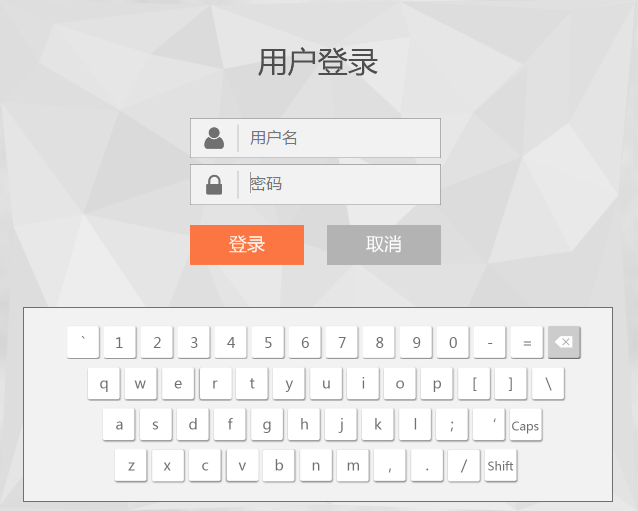 用户登录
用户名
密码
登录 取消
` 1 2 3 4 5 6 7 8 9 0 - =
q w e r t y u i o p [ ] \
a s d f g h j k l ; ' Caps
z x c v b n m , . / Shift